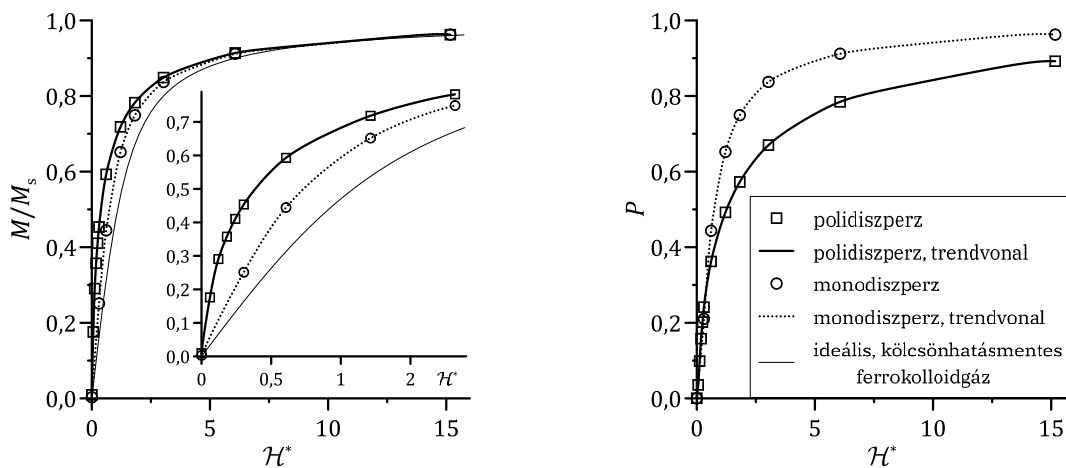 1,0
0,8
0,6
0,4
0,2
0,0
M/Mₛ
0 5 10 15
ℋ*
0,7
0,6
0,5
0,4
0,3
0,2
0,1
0,0
0 0,5 1 2 ℋ*
1,0
0,8
0,6
0,4
0,2
0,0
P
0 5 10 15
ℋ*
polidiszperz
polidiszperz, trendvonal
monodiszperz
monodiszperz, trendvonal
ideális, kölcsönhatásmentes
ferrokolloidgáz